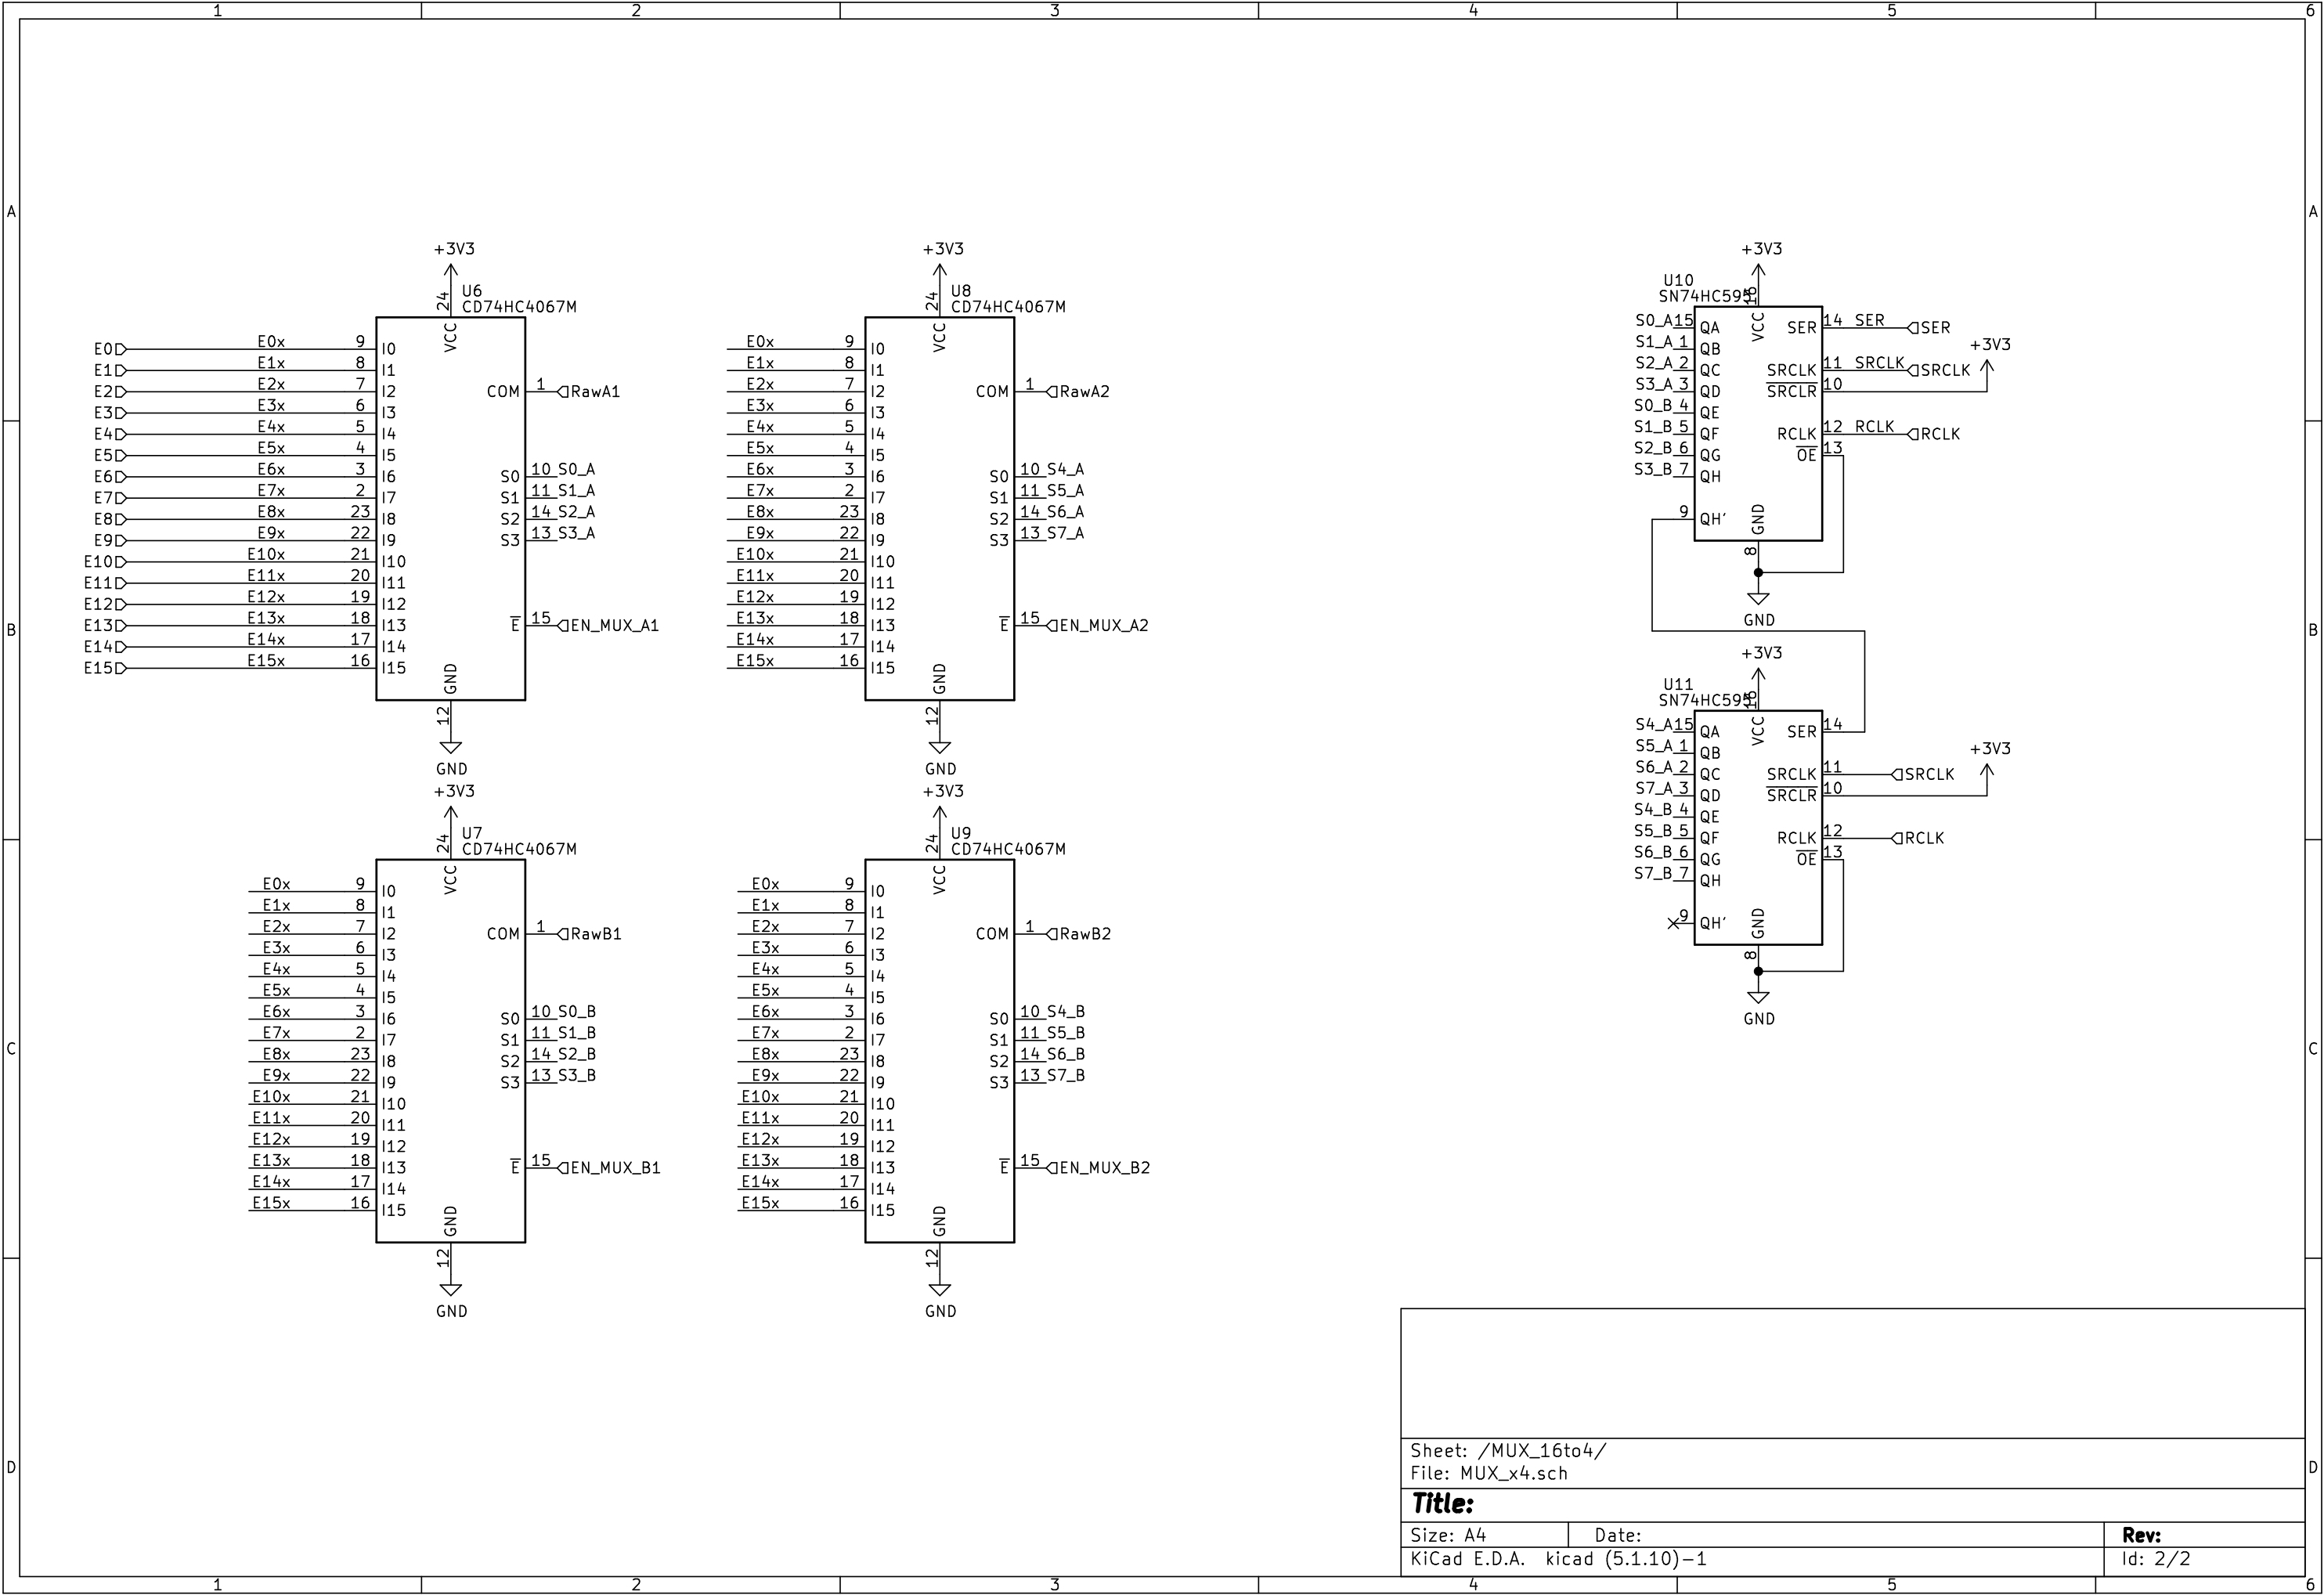 1 2 3 4 5 6
A A
B B
C C
D D
+3V3
U6
CD74HC4067M
24
VCC
E0 E0x 9 I0
E1 E1x 8 I1
E2 E2x 7 I2 COM 1 RawA1
E3 E3x 6 I3
E4 E4x 5 I4
E5 E5x 4 I5
E6 E6x 3 I6 S0 10 S0_A
E7 E7x 2 I7 S1 11 S1_A
E8 E8x 23 I8 S2 14 S2_A
E9 E9x 22 I9 S3 13 S3_A
E10 E10x 21 I10
E11 E11x 20 I11
E12 E12x 19 I12
E13 E13x 18 I13 E 15 EN_MUX_A1
E14 E14x 17 I14
E15 E15x 16 I15
GND
12
GND
+3V3
U8
CD74HC4067M
24
VCC
E0x 9 I0
E1x 8 I1
E2x 7 I2 COM 1 RawA2
E3x 6 I3
E4x 5 I4
E5x 4 I5
E6x 3 I6 S0 10 S4_A
E7x 2 I7 S1 11 S5_A
E8x 23 I8 S2 14 S6_A
E9x 22 I9 S3 13 S7_A
E10x 21 I10
E11x 20 I11
E12x 19 I12
E13x 18 I13 E 15 EN_MUX_A2
E14x 17 I14
E15x 16 I15
GND
12
GND
+3V3
U7
CD74HC4067M
24
VCC
E0x 9 I0
E1x 8 I1
E2x 7 I2 COM 1 RawB1
E3x 6 I3
E4x 5 I4
E5x 4 I5
E6x 3 I6 S0 10 S0_B
E7x 2 I7 S1 11 S1_B
E8x 23 I8 S2 14 S2_B
E9x 22 I9 S3 13 S3_B
E10x 21 I10
E11x 20 I11
E12x 19 I12
E13x 18 I13 E 15 EN_MUX_B1
E14x 17 I14
E15x 16 I15
GND
12
GND
+3V3
U9
CD74HC4067M
24
VCC
E0x 9 I0
E1x 8 I1
E2x 7 I2 COM 1 RawB2
E3x 6 I3
E4x 5 I4
E5x 4 I5
E6x 3 I6 S0 10 S4_B
E7x 2 I7 S1 11 S5_B
E8x 23 I8 S2 14 S6_B
E9x 22 I9 S3 13 S7_B
E10x 21 I10
E11x 20 I11
E12x 19 I12
E13x 18 I13 E 15 EN_MUX_B2
E14x 17 I14
E15x 16 I15
GND
12
GND
+3V3
U10
SN74HC595
16
VCC
S0_A 15 QA SER 14 SER SER
S1_A 1 QB
+3V3
S2_A 2 QC SRCLK 11 SRCLK SRCLK
S3_A 3 QD SRCLR 10
S0_B 4 QE
S1_B 5 QF RCLK 12 RCLK RCLK
S2_B 6 QG OE 13
S3_B 7 QH
9 QH'
GND
8
GND
+3V3
U11
SN74HC595
16
VCC
S4_A 15 QA SER 14
S5_A 1 QB
+3V3
S6_A 2 QC SRCLK 11 SRCLK
S7_A 3 QD SRCLR 10
S4_B 4 QE
S5_B 5 QF RCLK 12 RCLK
S6_B 6 QG OE 13
S7_B 7 QH
9 QH'
GND
8
GND
Sheet: /MUX_16to4/
File: MUX_x4.sch
Title:
Size: A4 Date: Rev:
KiCad E.D.A. kicad (5.1.10)-1 Id: 2/2
1 2 3 4 5 6